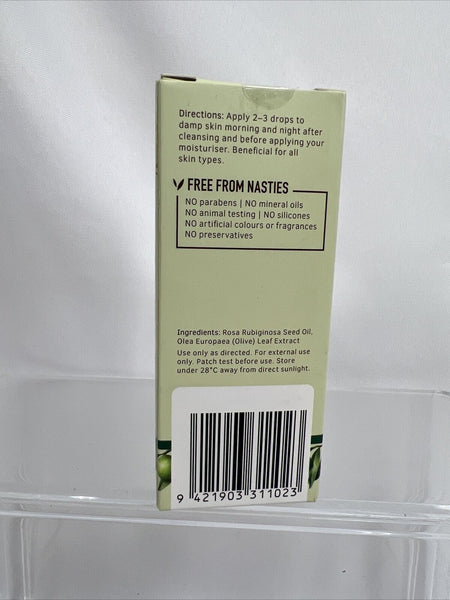 Directions: Apply 2–3 drops to
damp skin morning and night after
cleansing and before applying your
moisturiser. Beneficial for all
skin types.
FREE FROM NASTIES
NO parabens | NO mineral oils
NO animal testing | NO silicones
NO artificial colours or fragrances
NO preservatives
Ingredients: Rosa Rubiginosa Seed Oil,
Olea Europaea (Olive) Leaf Extract
Use only as directed. For external use
only. Patch test before use. Store
under 28°C away from direct sunlight.
9 421903 311023